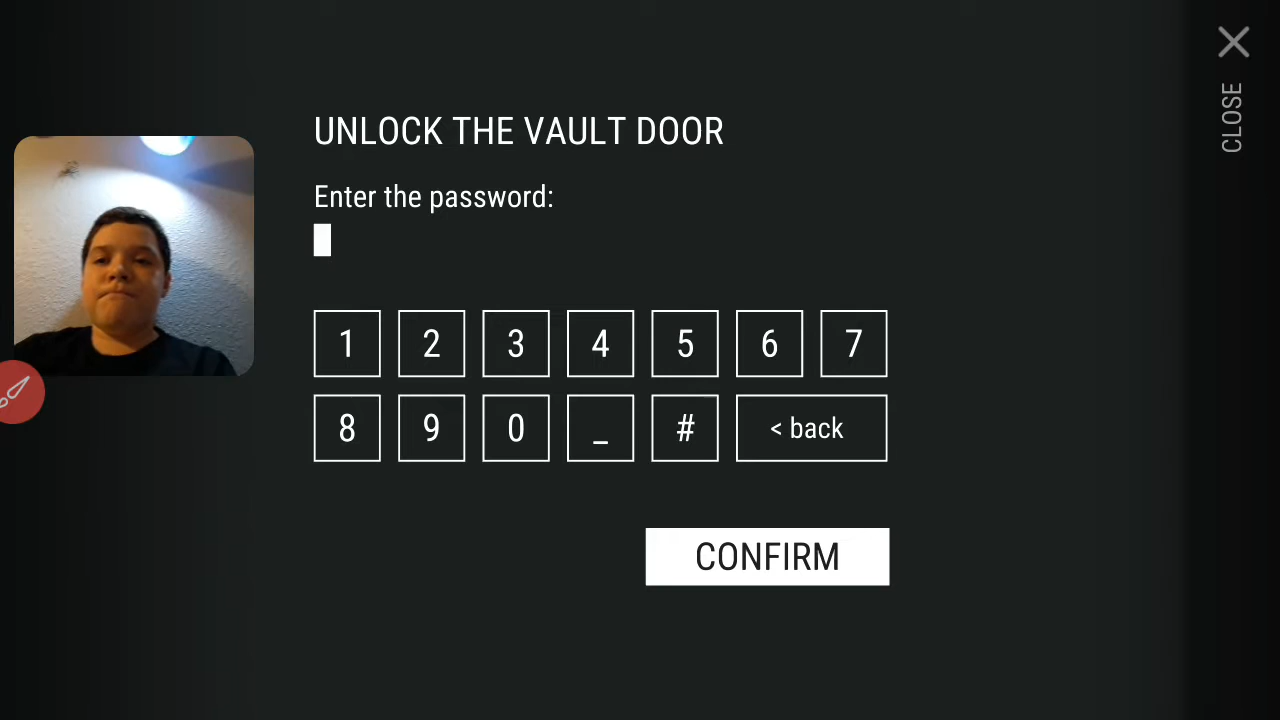 UNLOCK THE VAULT DOOR
Enter the password:
1 2 3 4 5 6 7
8 9 0 _ # < back
CONFIRM
CLOSE